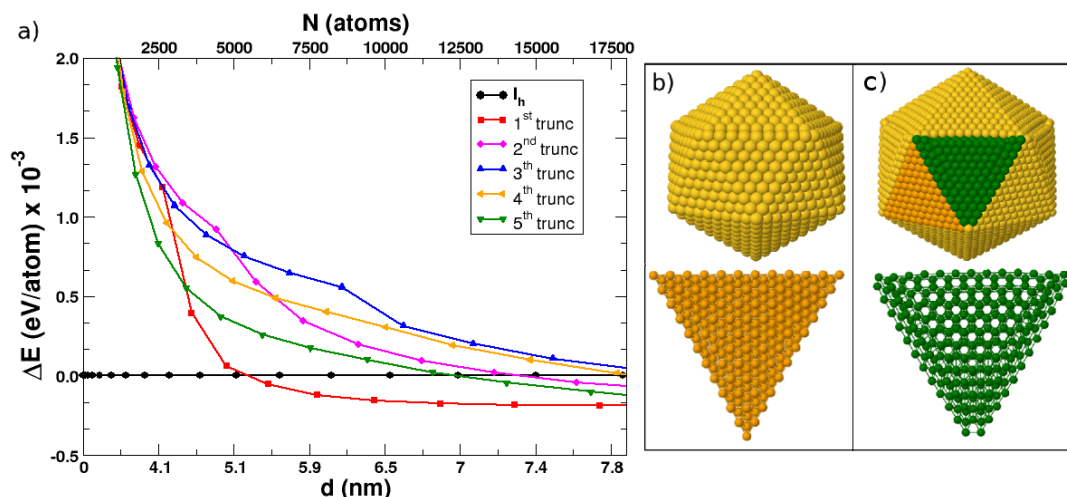 a)
N (atoms)
2500 5000 7500 10000 12500 15000 17500
2.0
1.5
1.0
0.5
0.0
-0.5
ΔE (eV/atom) x 10⁻³
I_h
1ˢᵗ trunc
2ⁿᵈ trunc
3ᵗʰ trunc
4ᵗʰ trunc
5ᵗʰ trunc
0 4.1 5.1 5.9 6.5 7 7.4 7.8
d (nm)
b)
c)